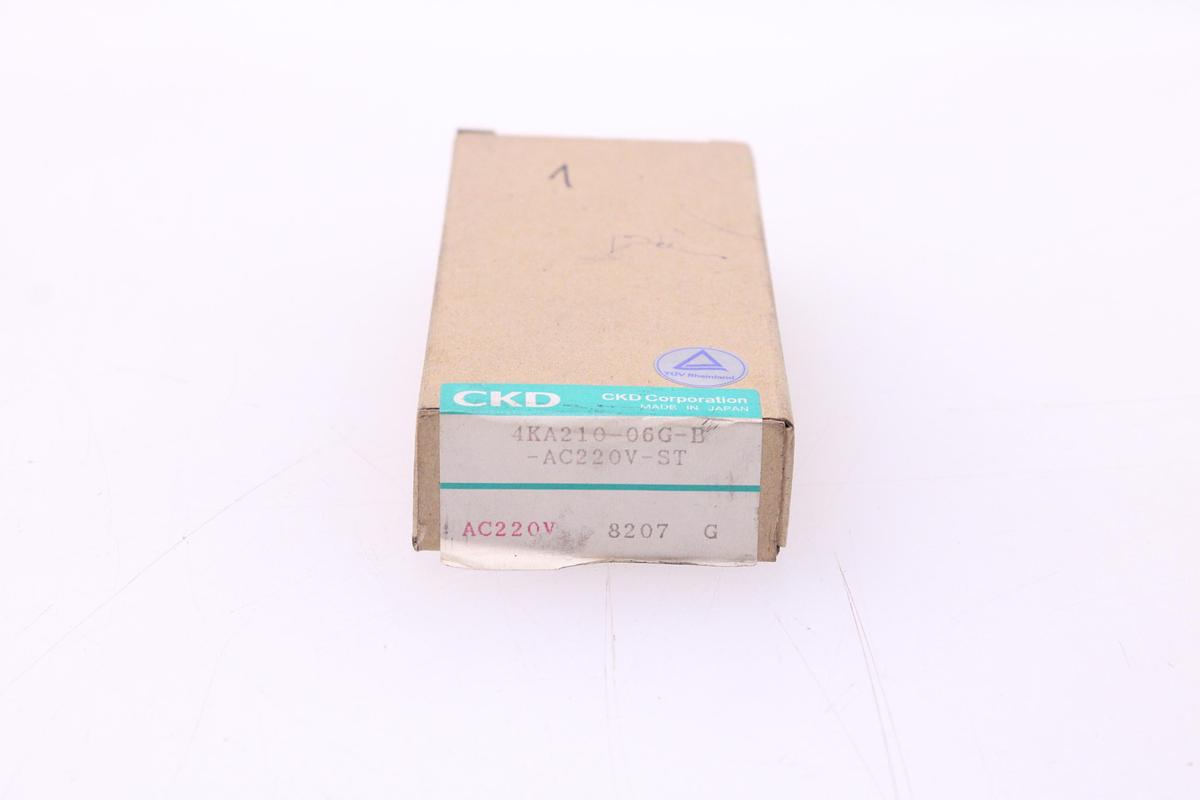 1
TÜV Rheinland
CKD CKD Corporation
MADE IN JAPAN
4KA210-06G-B
-AC220V-ST
AC220V 8207 G